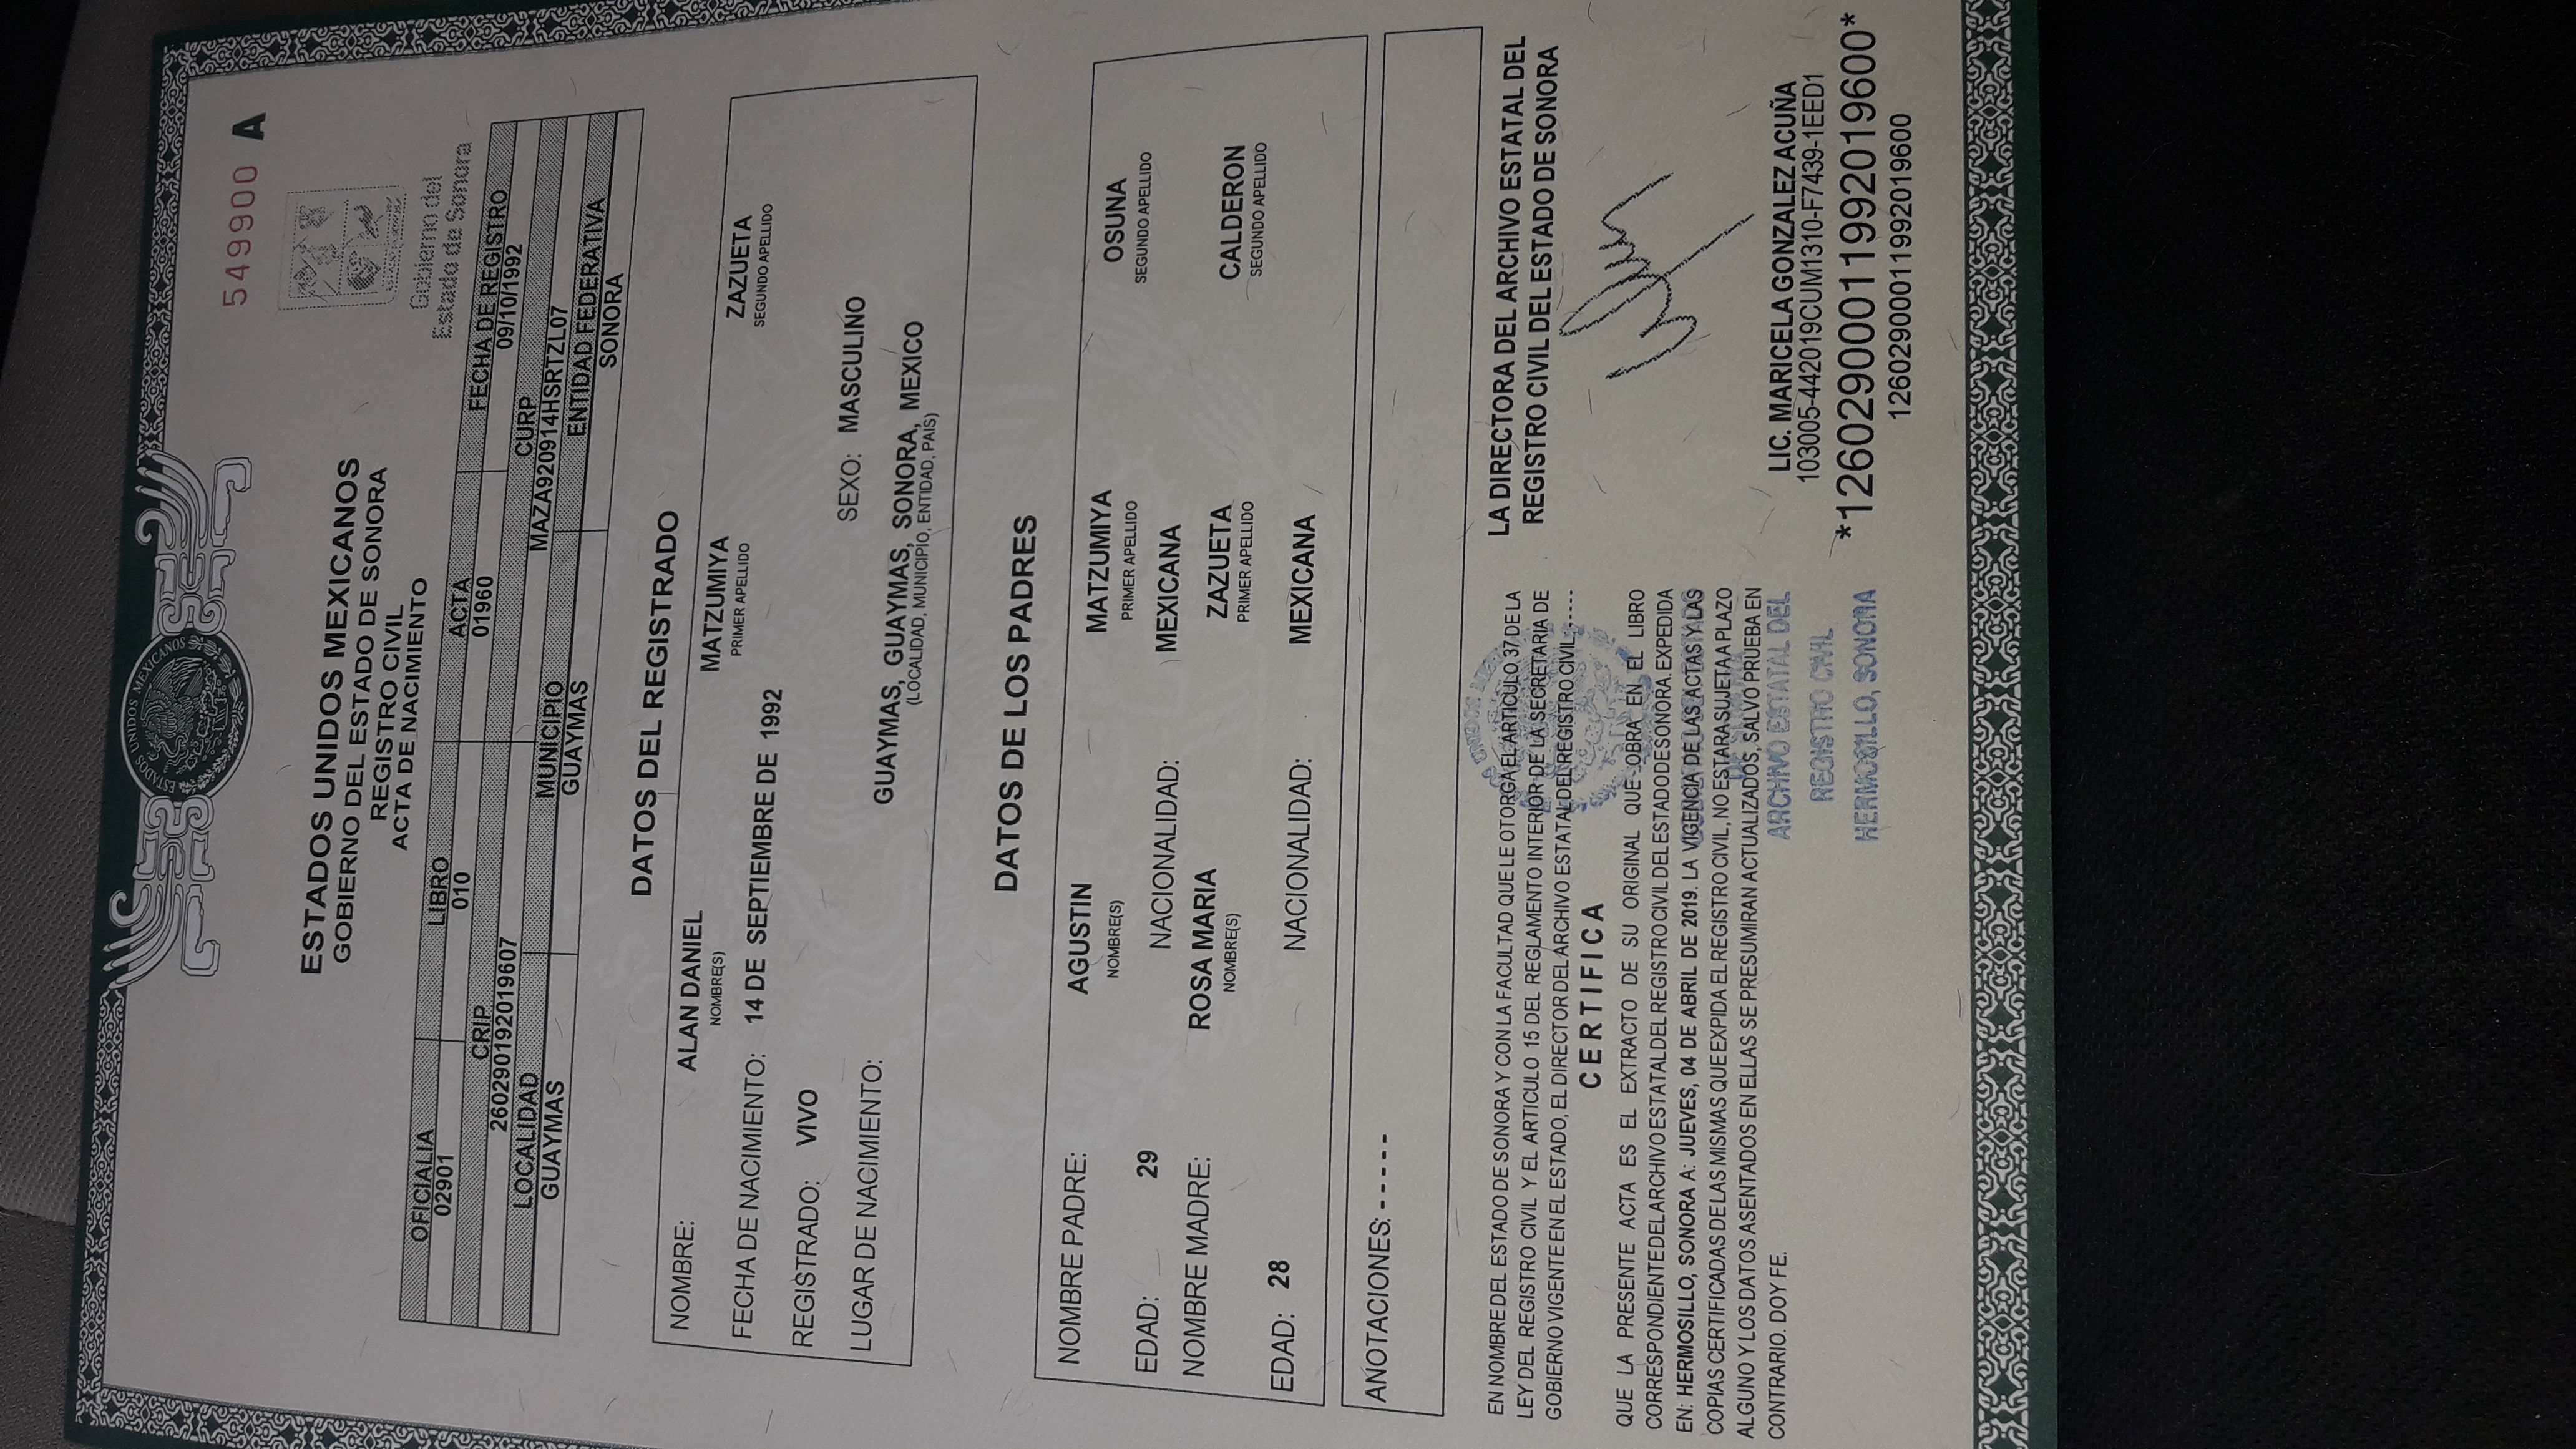 ESTADOS UNIDOS MEXICANOS
549900 A
ESTADOS UNIDOS MEXICANOS
GOBIERNO DEL ESTADO DE SONORA
REGISTRO CIVIL
ACTA DE NACIMIENTO
Gobierno del
Estado de Sonora
OFICIALIA LIBRO ACTA FECHA DE REGISTRO
02901 010 01960 09/10/1992
CRIP CURP
260290192019607 MAZA920914HSRTZL07
LOCALIDAD MUNICIPIO ENTIDAD FEDERATIVA
GUAYMAS GUAYMAS SONORA
DATOS DEL REGISTRADO
NOMBRE: ALAN DANIEL MATZUMIYA ZAZUETA
NOMBRE(S) PRIMER APELLIDO SEGUNDO APELLIDO
FECHA DE NACIMIENTO: 14 DE SEPTIEMBRE DE 1992
REGISTRADO: VIVO SEXO: MASCULINO
LUGAR DE NACIMIENTO: GUAYMAS, GUAYMAS, SONORA, MEXICO
(LOCALIDAD, MUNICIPIO, ENTIDAD, PAIS)
DATOS DE LOS PADRES
NOMBRE PADRE: AGUSTIN MATZUMIYA OSUNA
NOMBRE(S) PRIMER APELLIDO SEGUNDO APELLIDO
EDAD: 29 NACIONALIDAD: MEXICANA
NOMBRE MADRE: ROSA MARIA ZAZUETA CALDERON
NOMBRE(S) PRIMER APELLIDO SEGUNDO APELLIDO
EDAD: 28 NACIONALIDAD: MEXICANA
ANOTACIONES: - - - - -
EN NOMBRE DEL ESTADO DE SONORA Y CON LA FACULTAD QUE LE OTORGA EL ARTICULO 37 DE LA
LEY DEL REGISTRO CIVIL Y EL ARTICULO 15 DEL REGLAMENTO INTERIOR DE LA SECRETARIA DE
GOBIERNO VIGENTE EN EL ESTADO, EL DIRECTOR DEL ARCHIVO ESTATAL DEL REGISTRO CIVIL, -----
CERTIFICA
QUE LA PRESENTE ACTA ES EL EXTRACTO DE SU ORIGINAL QUE OBRA EN EL LIBRO
CORRESPONDIENTE DEL ARCHIVO ESTATAL DEL REGISTRO CIVIL DEL ESTADO DE SONORA. EXPEDIDA
EN: HERMOSILLO, SONORA A: JUEVES, 04 DE ABRIL DE 2019. LA VIGENCIA DE LAS ACTAS Y LAS
COPIAS CERTIFICADAS DE LAS MISMAS QUE EXPIDA EL REGISTRO CIVIL, NO ESTARA SUJETA A PLAZO
ALGUNO Y LOS DATOS ASENTADOS EN ELLAS SE PRESUMIRAN ACTUALIZADOS, SALVO PRUEBA EN
CONTRARIO. DOY FE.
ARCHIVO ESTATAL DEL
REGISTRO CIVIL
HERMOSILLO, SONORA
LA DIRECTORA DEL ARCHIVO ESTATAL DEL
REGISTRO CIVIL DEL ESTADO DE SONORA
LIC. MARICELA GONZALEZ ACUÑA
103005-442019CUM1310-F7439-1EED1
*12602900011992019600*
12602900011992019600